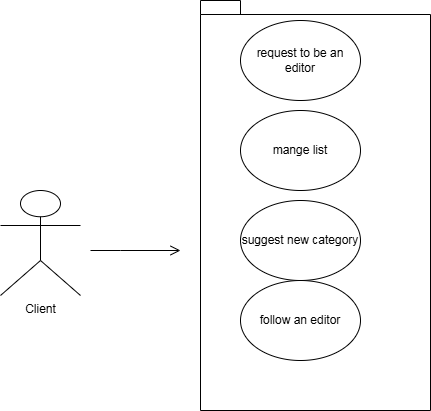 request to be an
editor
mange list
suggest new category
follow an editor
Client